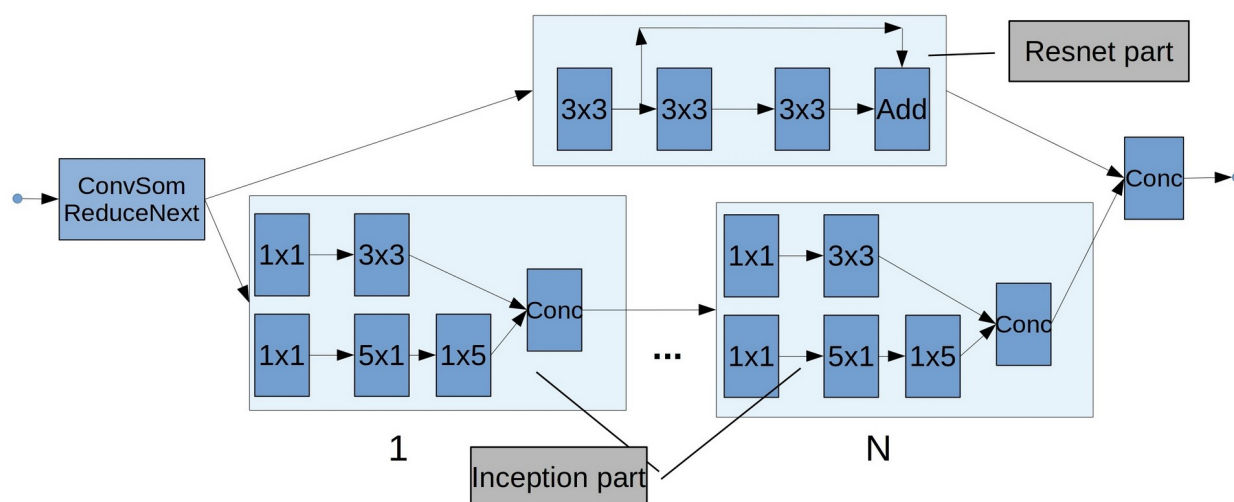 Resnet part
3x3
3x3
3x3
Add
ConvSom
ReduceNext
Conc
1x1
3x3
Conc
1x1
5x1
1x5
...
1x1
3x3
Conc
1x1
5x1
1x5
1
N
Inception part